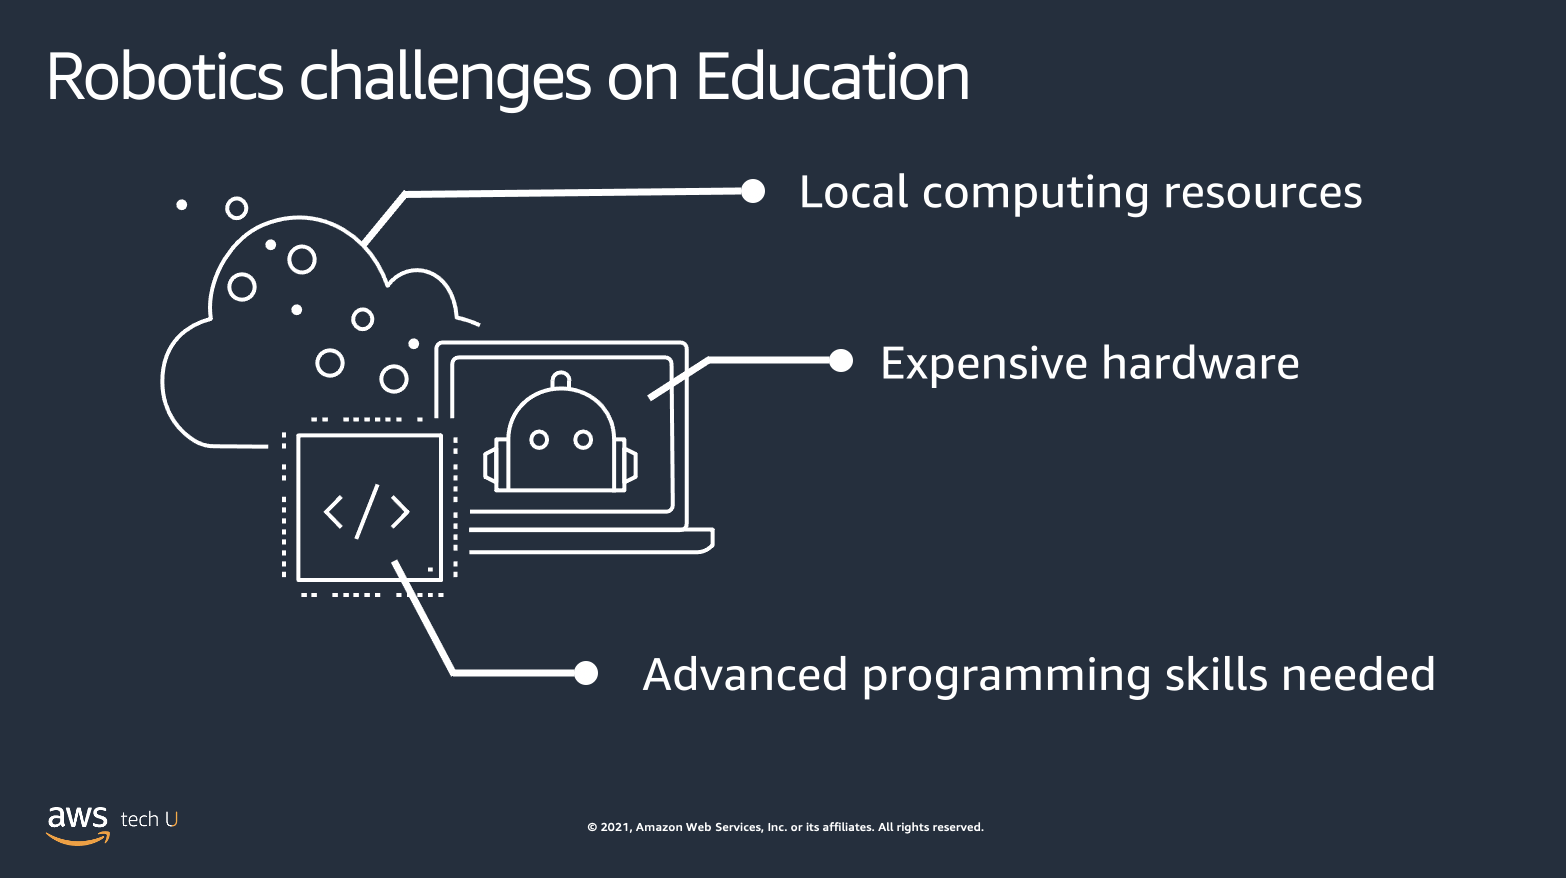 Robotics challenges on Education
Local computing resources
Expensive hardware
</>
Advanced programming skills needed
aws tech U
© 2021, Amazon Web Services, Inc. or its affiliates. All rights reserved.